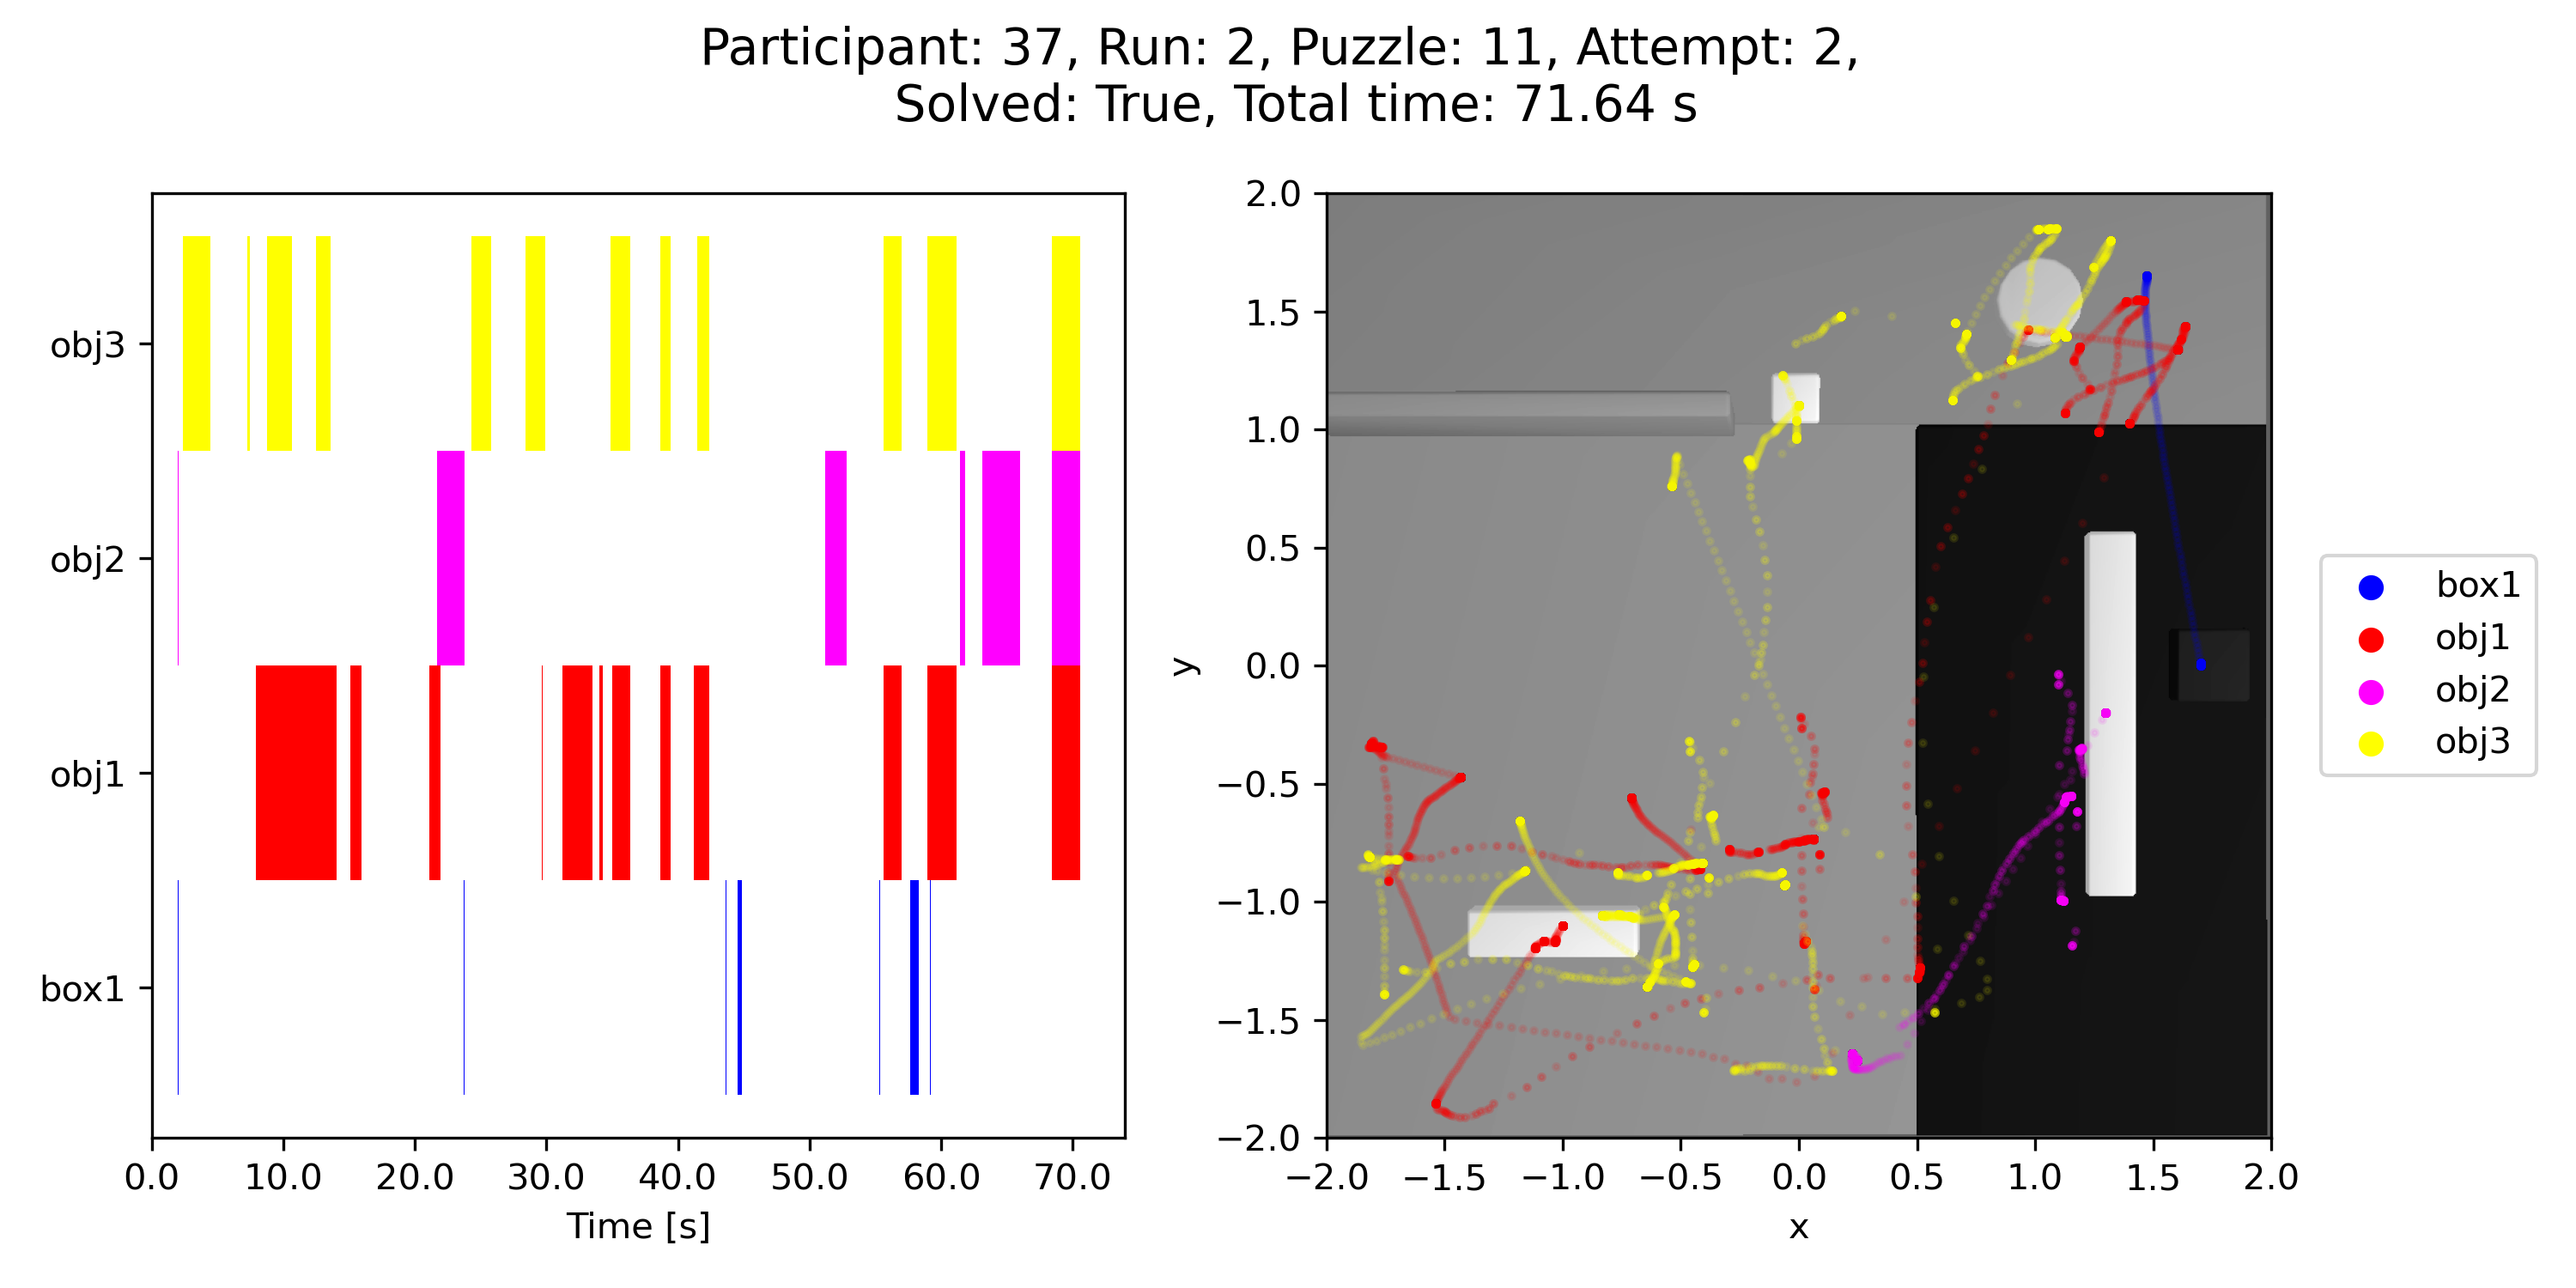 Participant: 37, Run: 2, Puzzle: 11, Attempt: 2,
Solved: True, Total time: 71.64 s
obj3
obj2
obj1
box1
0.0 10.0 20.0 30.0 40.0 50.0 60.0 70.0
Time [s]
2.0
1.5
1.0
0.5
0.0
−0.5
−1.0
−1.5
−2.0
y
−2.0 −1.5 −1.0 −0.5 0.0 0.5 1.0 1.5 2.0
x
box1
obj1
obj2
obj3